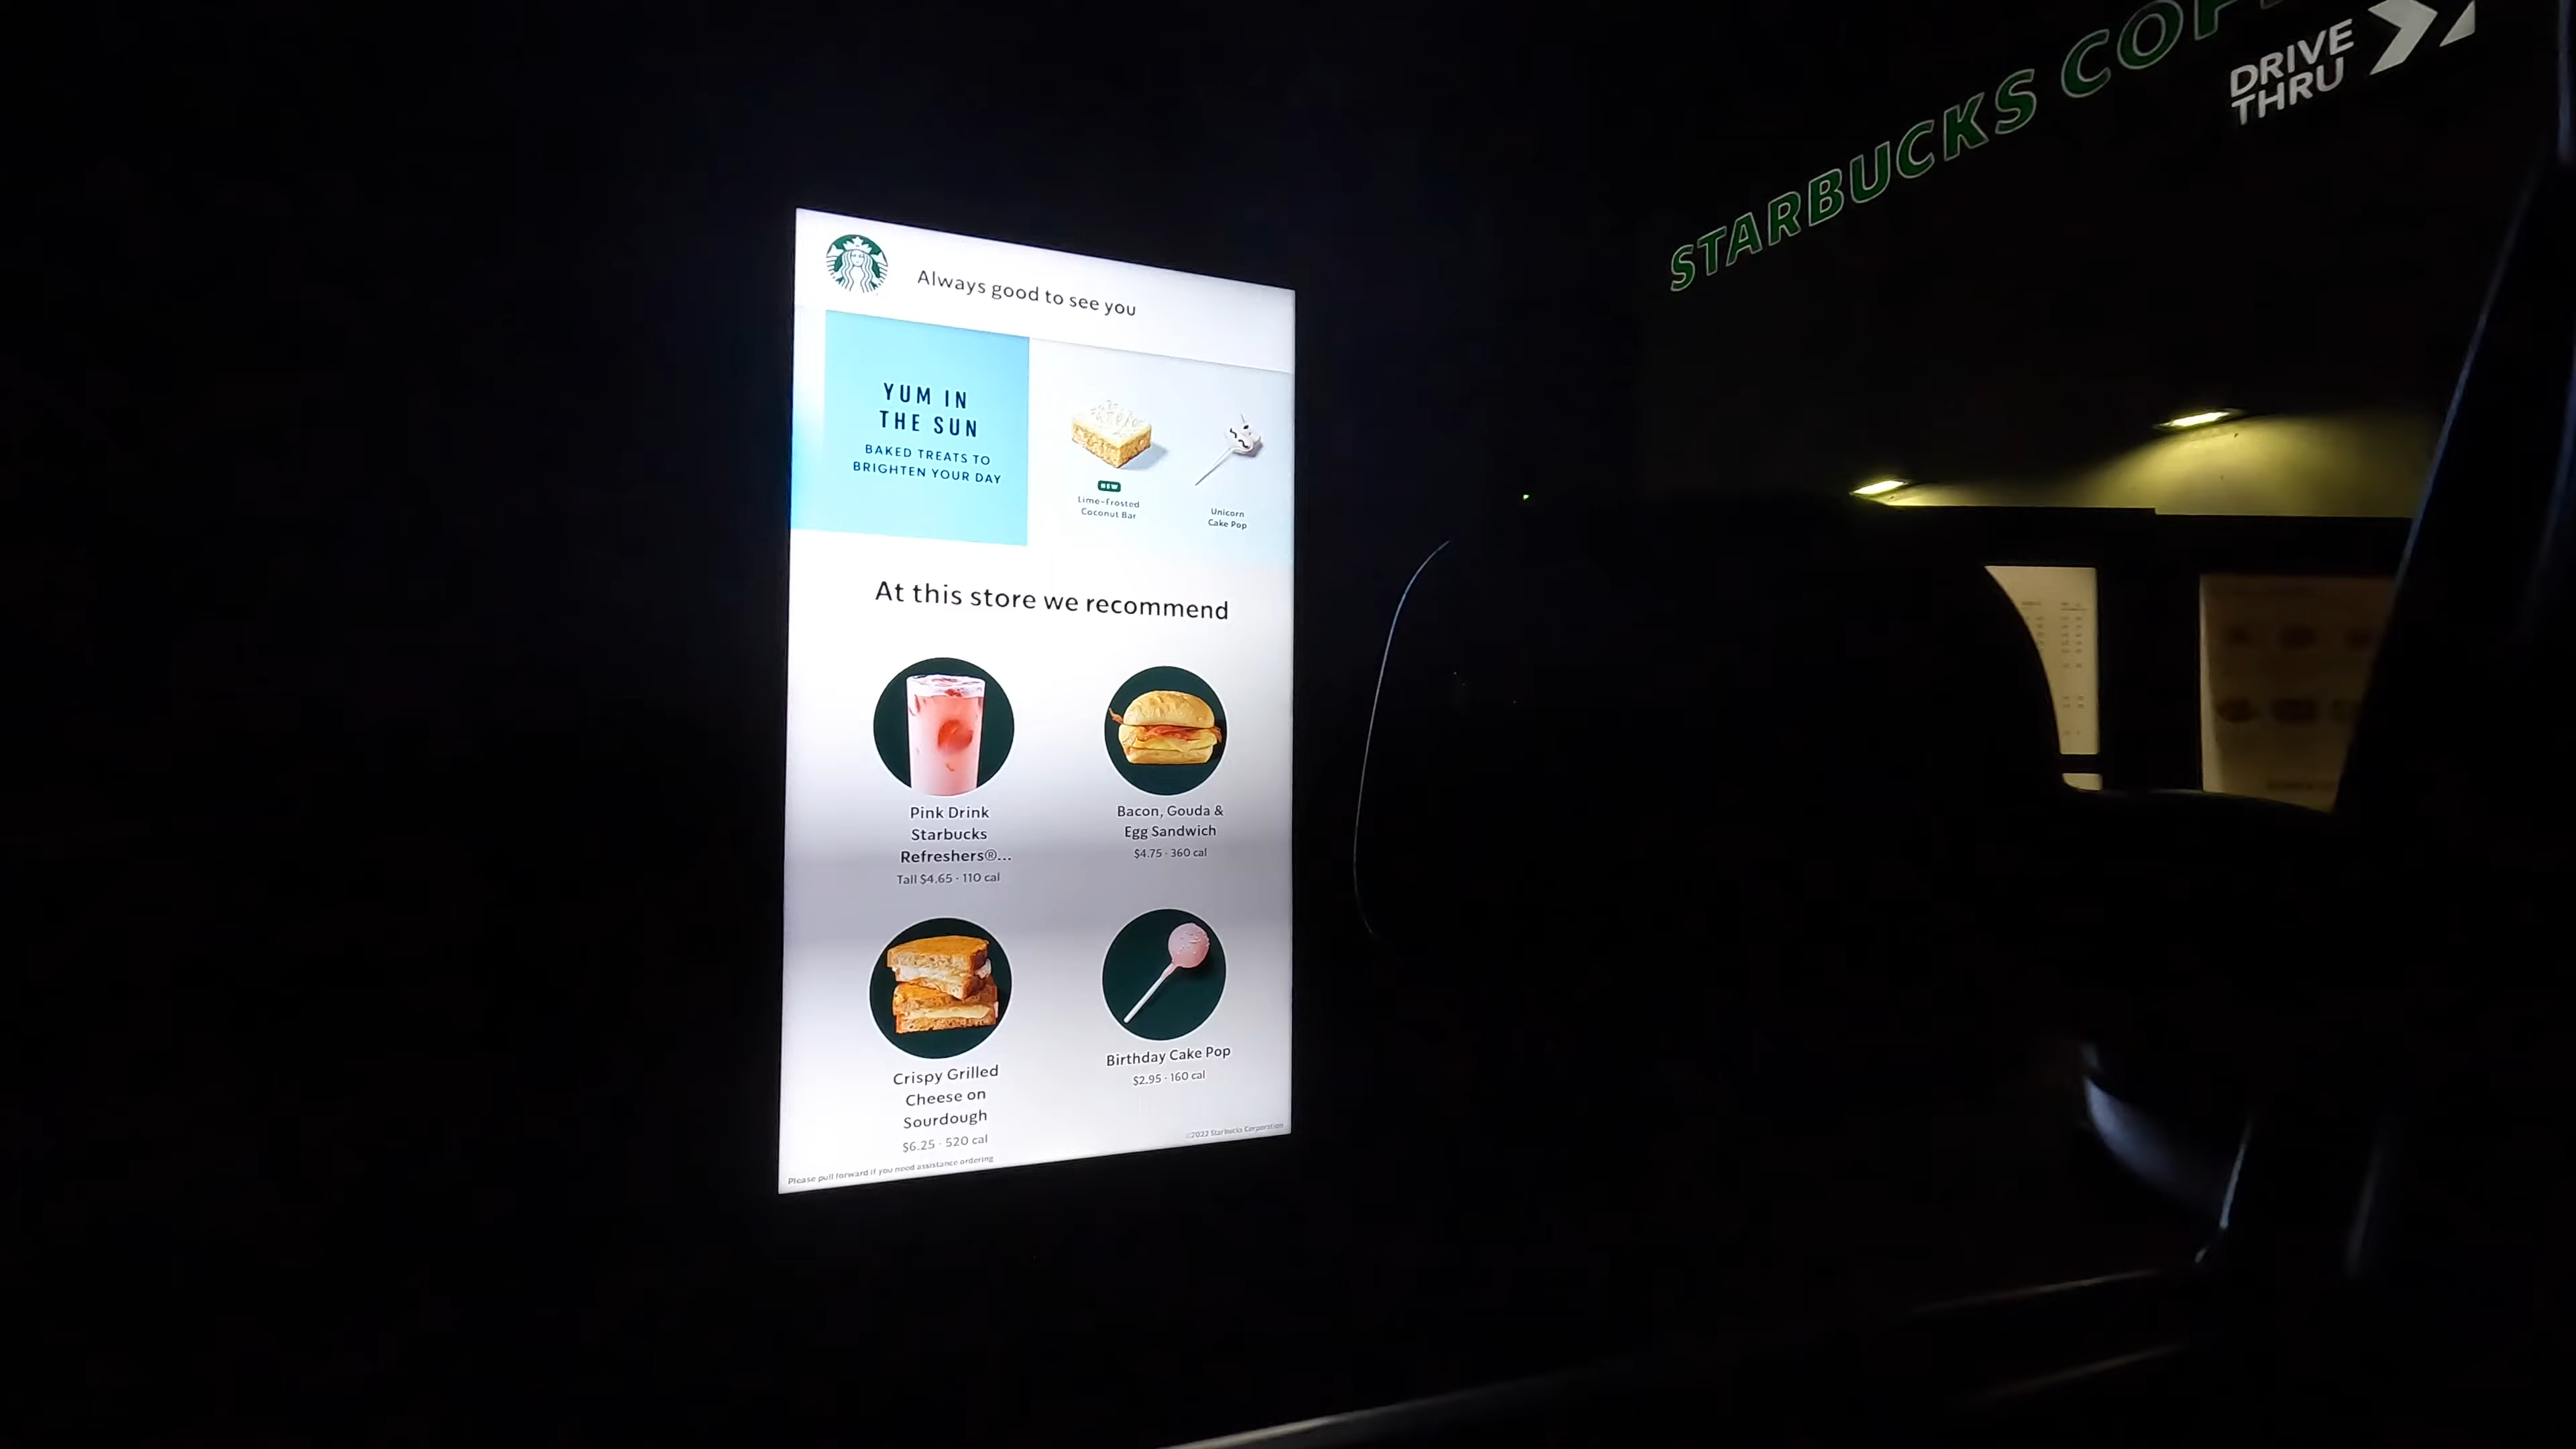 STARBUCKS
DRIVE
THRU
Always good to see you
YUM IN
THE SUN
BAKED TREATS TO
BRIGHTEN YOUR DAY
NEW
Lime-Frosted
Coconut Bar
Unicorn
Cake Pop
At this store we recommend
Pink Drink
Starbucks
Refreshers®...
Tall $4.65 · 110 cal
Bacon, Gouda &
Egg Sandwich
$4.75 · 360 cal
Crispy Grilled
Cheese on
Sourdough
$6.25 · 520 cal
Birthday Cake Pop
$2.95 · 160 cal
Please pull forward if you need assistance ordering
©2022 Starbucks Corporation